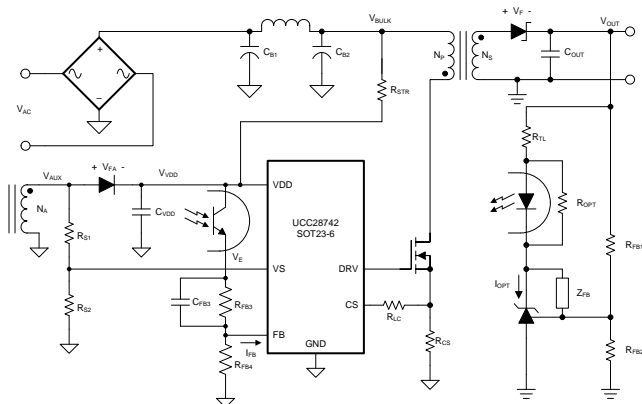 V_BULK
+ V_F -
V_OUT
+
C_B1
C_B2
N_P
N_S
C_OUT
V_AC
-
R_STR
R_TL
V_AUX
+ V_FA -
V_VDD
VDD
R_OPT
N_A
C_VDD
UCC28742
SOT23-6
R_S1
V_E
R_FB1
VS
DRV
I_OPT
Z_FB
R_S2
C_FB3
R_FB3
CS
R_LC
FB
R_CS
I_FB
GND
R_FB4
R_FB2